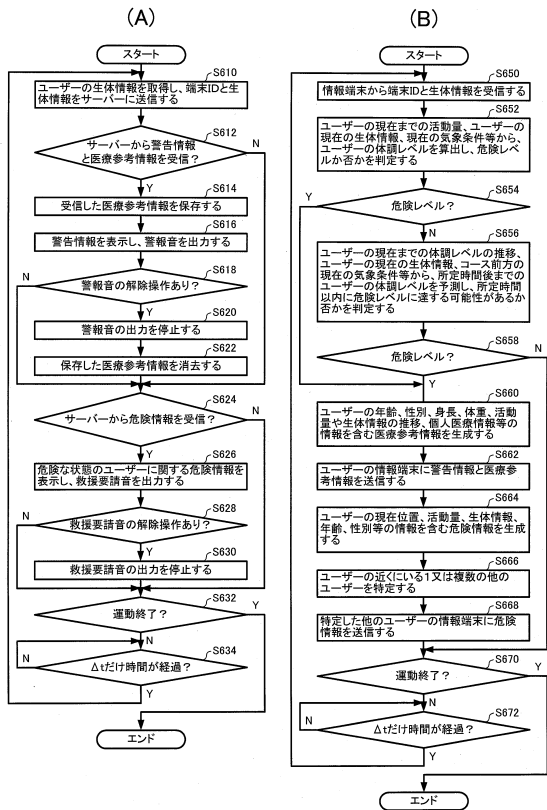 (A)
スタート
S610
ユーザーの生体情報を取得し、端末IDと生
体情報をサーバーに送信する
S612
サーバーから警告情報
と医療参考情報を受信？
N
Y
S614
受信した医療参考情報を保存する
S616
警告情報を表示し、警報音を出力する
S618
N
警報音の解除操作あり？
Y
S620
警報音の出力を停止する
S622
保存した医療参考情報を消去する
S624
サーバーから危険情報を受信？
N
Y
S626
危険な状態のユーザーに関する危険情報を
表示し、救援要請音を出力する
S628
N
救援要請音の解除操作あり？
Y
S630
救援要請音の出力を停止する
S632
運動終了？
Y
N
S634
N
Δtだけ時間が経過？
Y
エンド
(B)
スタート
S650
情報端末から端末IDと生体情報を受信する
S652
ユーザーの現在までの活動量、ユーザーの
現在の生体情報、現在の気象条件等から、
ユーザーの体調レベルを算出し、危険レベ
ルか否かを判定する
S654
Y
危険レベル？
N
S656
ユーザーの現在までの体調レベルの推移、
ユーザーの現在の生体情報、コース前方の
現在の気象条件等から、所定時間後までの
ユーザーの体調レベルを予測し、所定時間
以内に危険レベルに達する可能性があるか
否かを判定する
S658
危険レベル？
N
Y
S660
ユーザーの年齢、性別、身長、体重、活動
量や生体情報の推移、個人医療情報等の
情報を含む医療参考情報を生成する
S662
ユーザーの情報端末に警告情報と医療参
考情報を送信する
S664
ユーザーの現在位置、活動量、生体情報、
年齢、性別等の情報を含む危険情報を生成
する
S666
ユーザーの近くにいる1又は複数の他の
ユーザーを特定する
S668
特定した他のユーザーの情報端末に危険
情報を送信する
S670
運動終了？
Y
N
S672
N
Δtだけ時間が経過？
Y
エンド